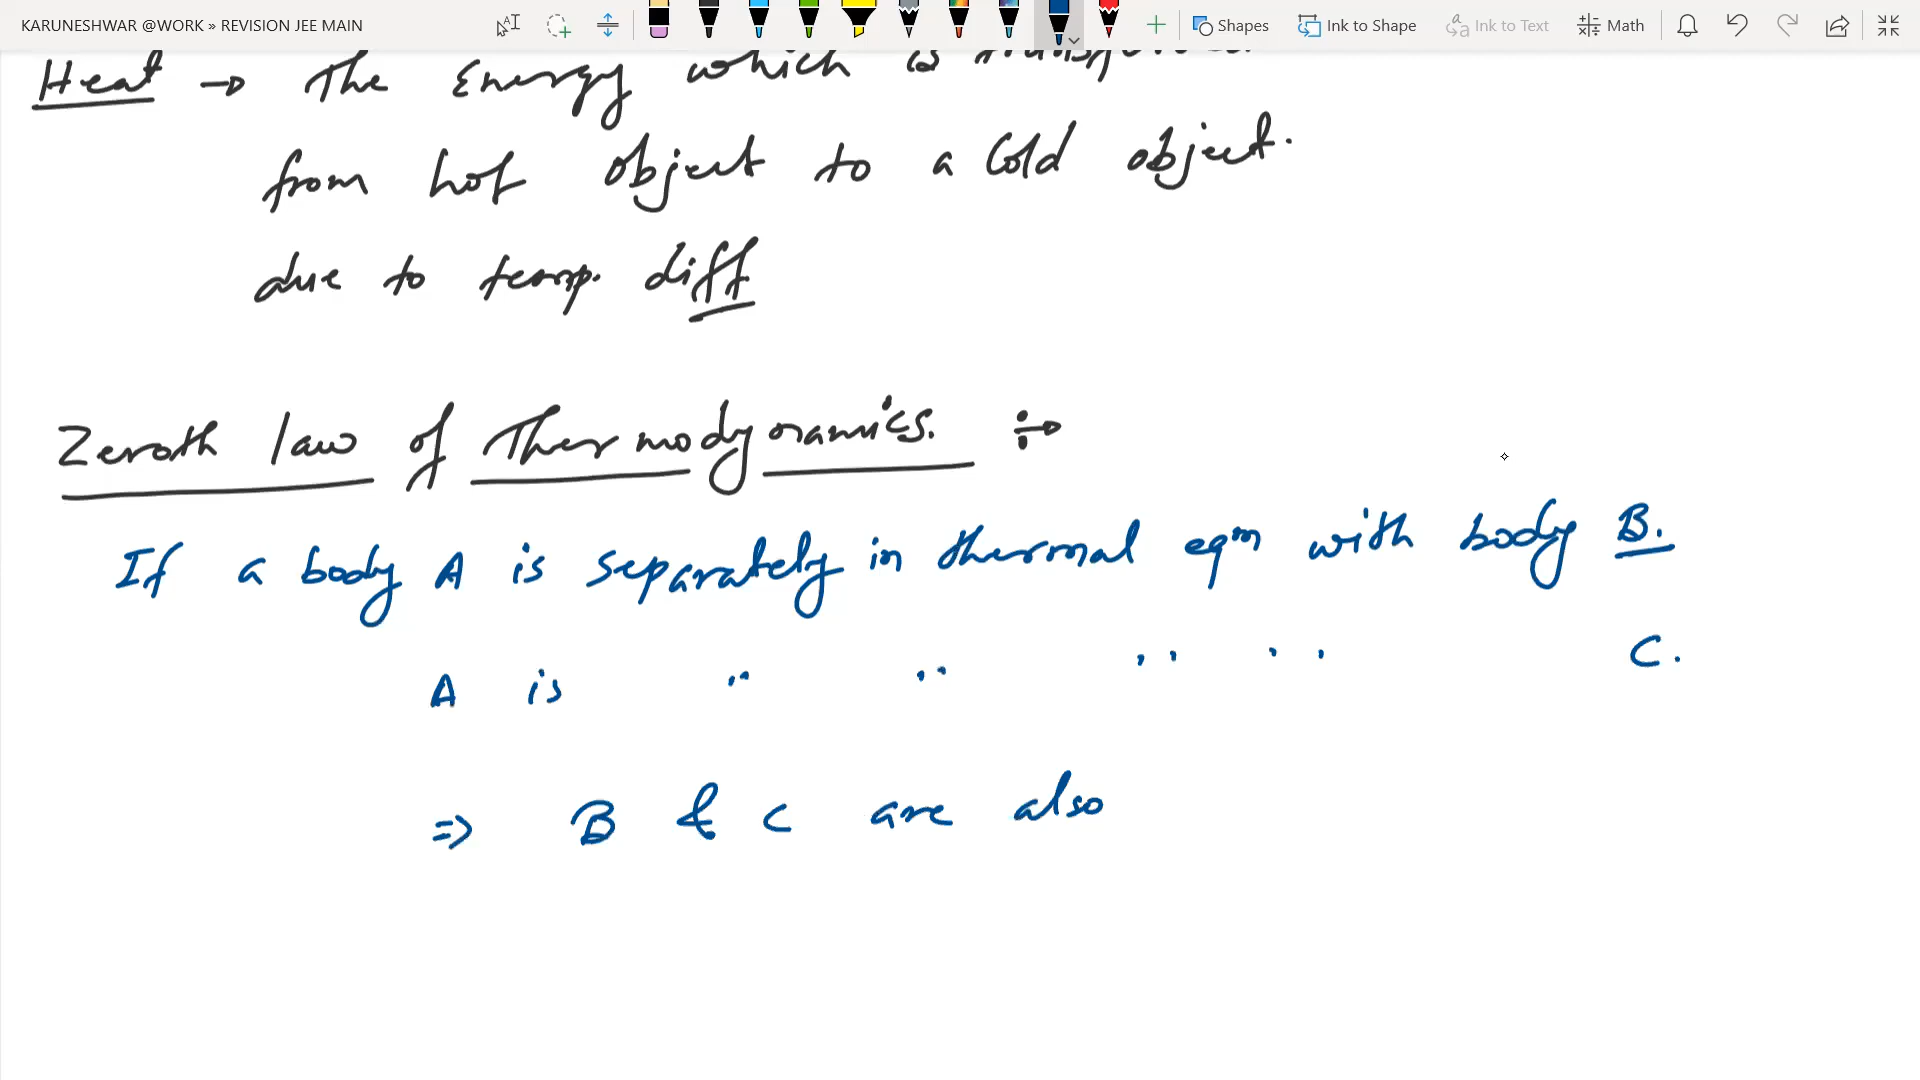 KARUNESHWAR @WORK » REVISION JEE MAIN
Shapes Ink to Shape Ink to Text Math
Heat → The Energy which is transferred
from hot object to a Cold object.
due to temp. diff
Zeroth law of Thermodynamics. ÷→
If a body A is separately in thermal eqm with body B.
A is " " " " C.
⇒ B & C are also